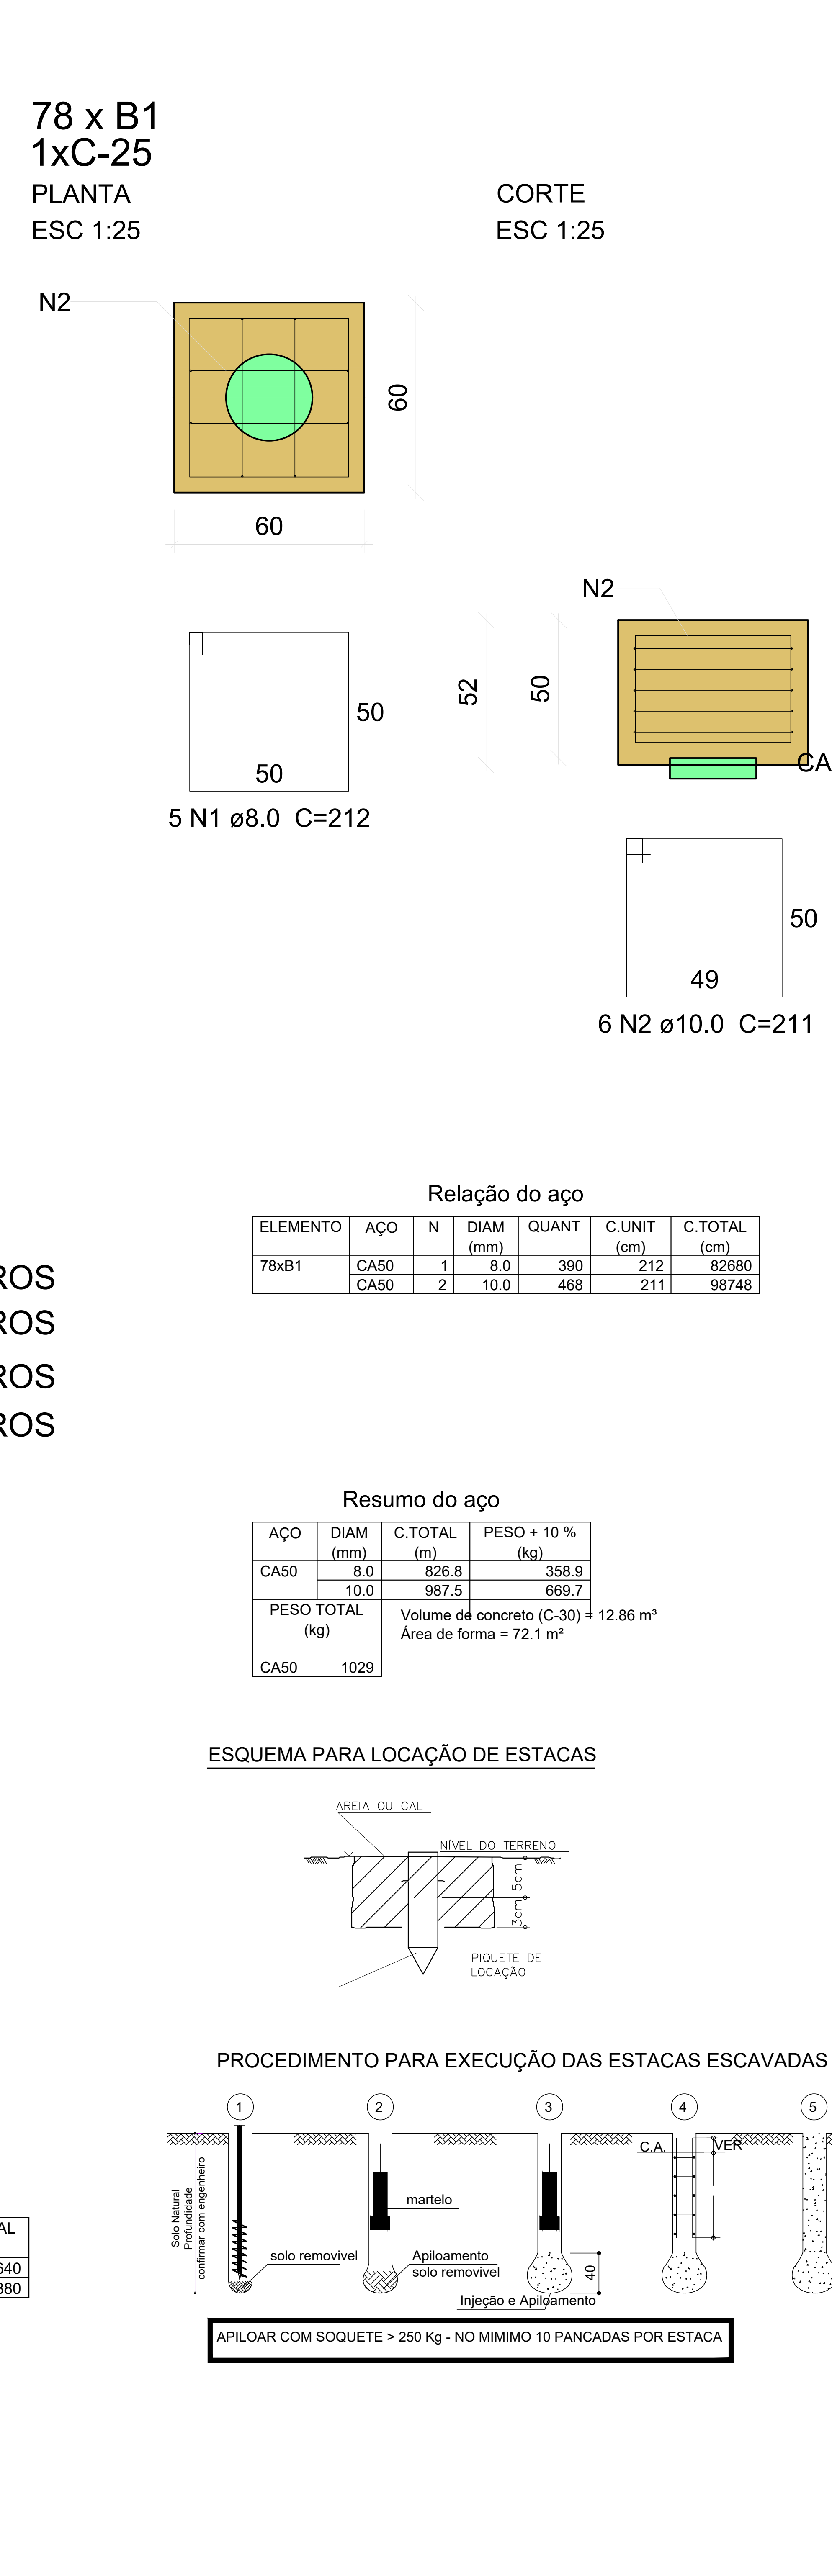 78 x B1
1xC-25
PLANTA
ESC 1:25
CORTE
ESC 1:25
N2
60
60
N2
52
50
50
50
5 N1 ø8.0  C=212
CA
50
49
6 N2 ø10.0  C=211
Relação do aço
ELEMENTO AÇO N DIAM QUANT C.UNIT C.TOTAL
(mm) (cm) (cm)
78xB1 CA50 1 8.0 390 212 82680
CA50 2 10.0 468 211 98748
ROS
ROS
ROS
ROS
Resumo do aço
AÇO DIAM C.TOTAL PESO + 10 %
(mm) (m) (kg)
CA50 8.0 826.8 358.9
10.0 987.5 669.7
PESO TOTAL
(kg)
CA50 1029
Volume de concreto (C-30) = 12.86 m³
Área de forma = 72.1 m²
ESQUEMA PARA LOCAÇÃO DE ESTACAS
AREIA OU CAL
NÍVEL DO TERRENO
5cm
3cm
PIQUETE DE
LOCAÇÃO
PROCEDIMENTO PARA EXECUÇÃO DAS ESTACAS ESCAVADAS
1 2 3 4 5
Solo Natural
Profundidade
confirmar com engenheiro
solo removivel
martelo
Apiloamento
solo removivel
Injeção e Apiloamento
40
C.A.
VER
AL
640
880
APILOAR COM SOQUETE > 250 Kg - NO MIMIMO 10 PANCADAS POR ESTACA